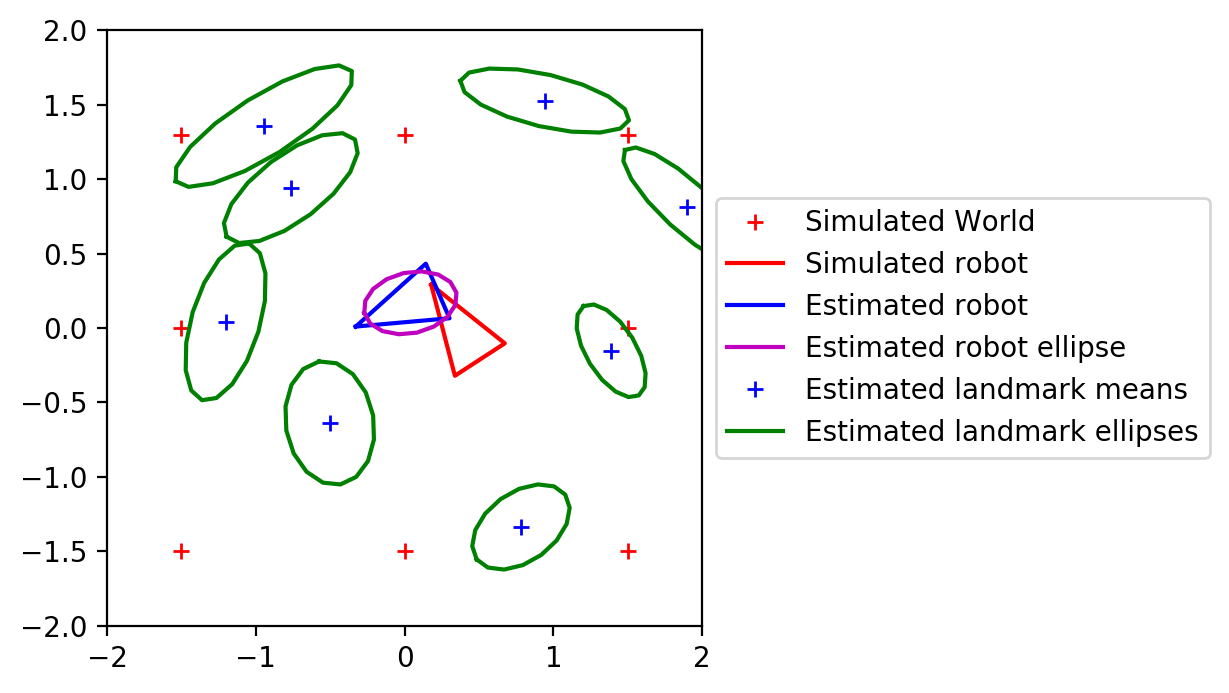 2.0
1.5
1.0
0.5
0.0
−0.5
−1.0
−1.5
−2.0
−2
−1
0
1
2
Simulated World
Simulated robot
Estimated robot
Estimated robot ellipse
Estimated landmark means
Estimated landmark ellipses